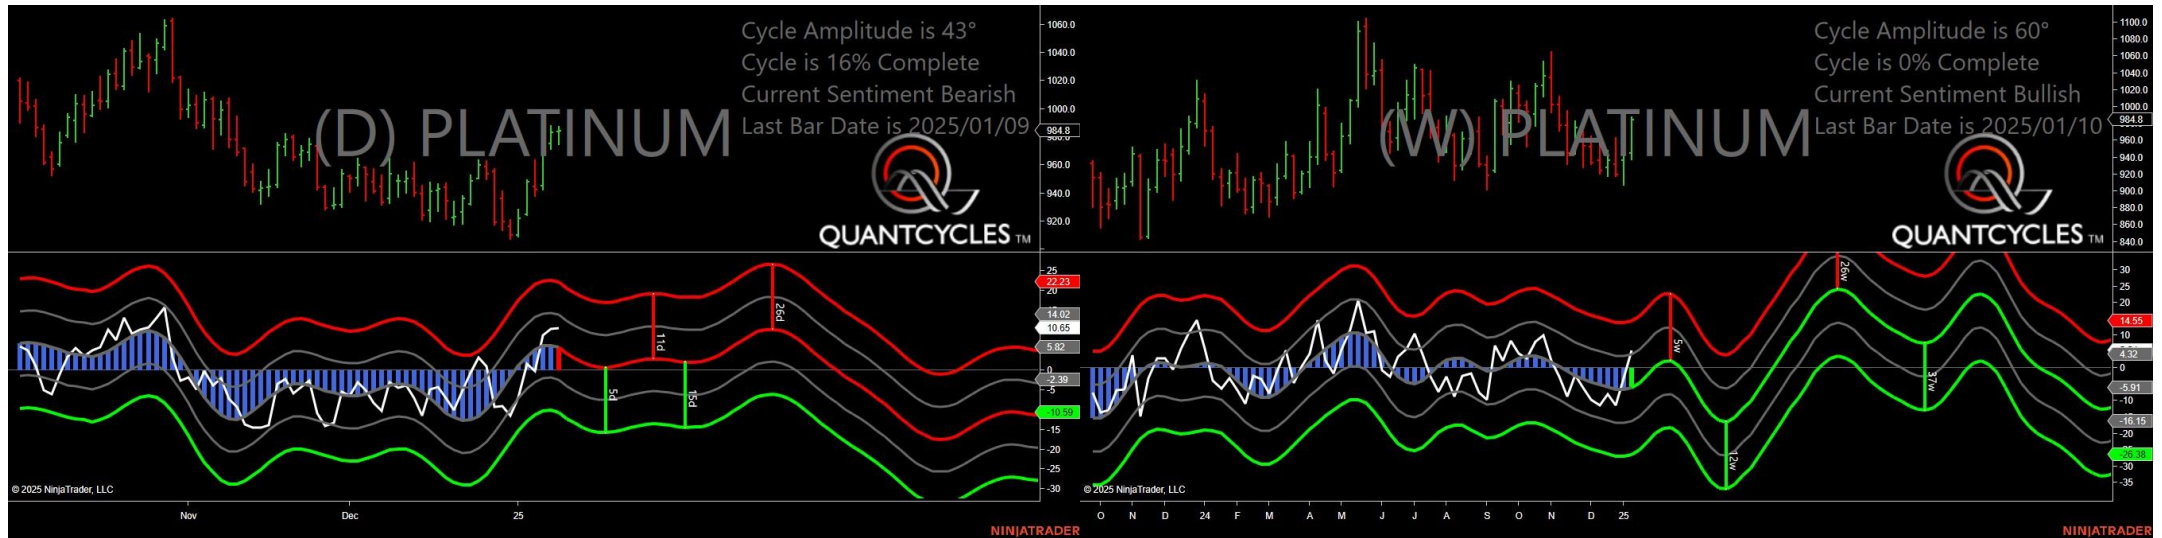 Cycle Amplitude is 43°
Cycle is 16% Complete
Current Sentiment Bearish
Last Bar Date is 2025/01/09
(D) PLATINUM
QUANTCYCLES TM
1060.0
1040.0
1020.0
1000.0
984.8
960.0
940.0
920.0
25
22.23
20
14.02
10.65
5.82
0
-2.39
-5
-10.59
-15
-20
-25
-30
5d
11d
15d
26d
© 2025 NinjaTrader, LLC
Nov
Dec
25
NINJATRADER
Cycle Amplitude is 60°
Cycle is 0% Complete
Current Sentiment Bullish
Last Bar Date is 2025/01/10
(W) PLATINUM
QUANTCYCLES TM
1100.0
1080.0
1060.0
1040.0
1020.0
1000.0
984.8
960.0
940.0
920.0
900.0
880.0
860.0
840.0
30
25
20
14.55
10
4.32
0
-5.91
-10
-16.15
-20
-26.38
-30
-35
5w
12w
26w
37w
© 2025 NinjaTrader, LLC
O
N
D
24
F
M
A
M
J
J
A
S
O
N
D
25
NINJATRADER